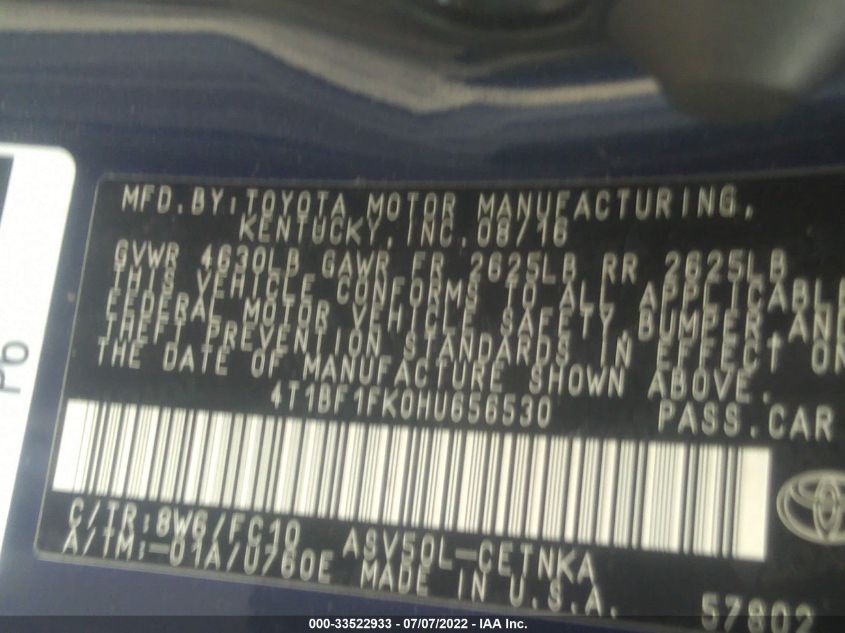 MFD.BY:TOYOTA MOTOR MANUFACTURING,
KENTUCKY,INC. 08/16
GVWR 4630LB GAWR FR 2625LB RR 2625LB
THIS VEHICLE CONFORMS TO ALL APPLICABLE
FEDERAL MOTOR VEHICLE SAFETY,BUMPER,AND
THEFT PREVENTION STANDARDS IN EFFECT ON
THE DATE OF MANUFACTURE SHOWN ABOVE.
4T1BF1FK0HU656530 PASS.CAR
C/TR:8W6/FC10 ASV50L-CETNKA
A/TM:-01A/U760E MADE IN U.S.A.
57802
000-33522933 - 07/07/2022 - IAA Inc.